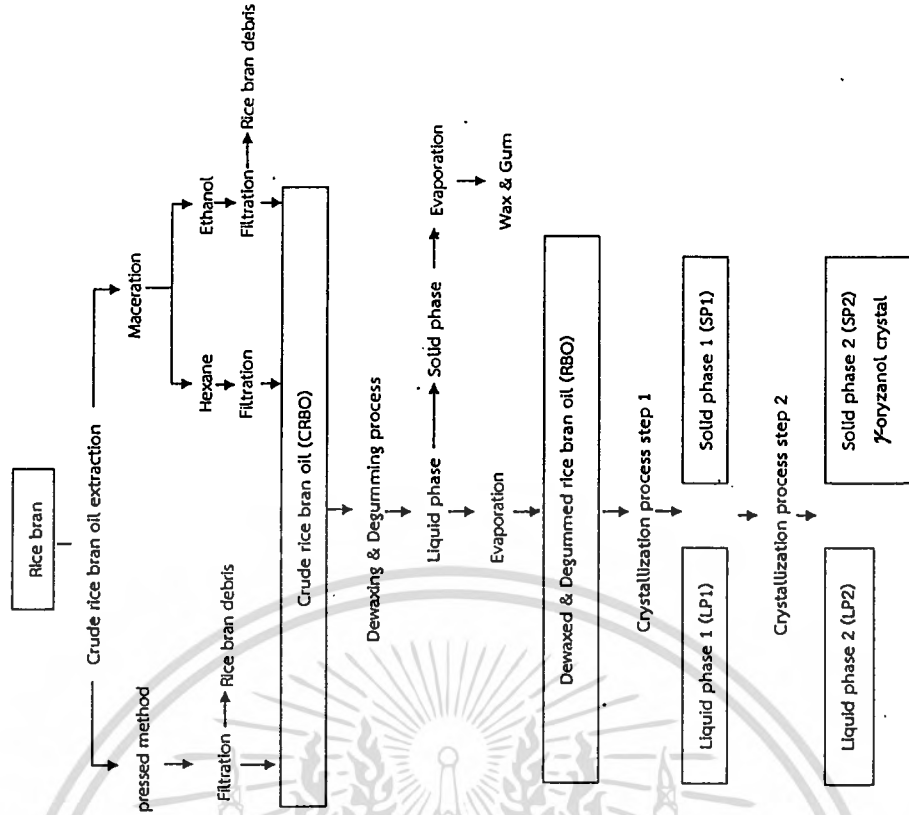 Rice bran
Crude rice bran oil extraction
pressed method
Maceration
Hexane
Ethanol
Filtration
Rice bran debris
Filtration
Filtration
Rice bran debris
Crude rice bran oil (CRBO)
Dewaxing & Degumming process
Liquid phase
Solid phase
Evaporation
Evaporation
Wax & Gum
Dewaxed & Degummed rice bran oil (RBO)
Crystallization process step 1
Liquid phase 1 (LP1)
Solid phase 1 (SP1)
Crystallization process step 2
Liquid phase 2 (LP2)
Solid phase 2 (SP2)
γ-oryzanol crystal